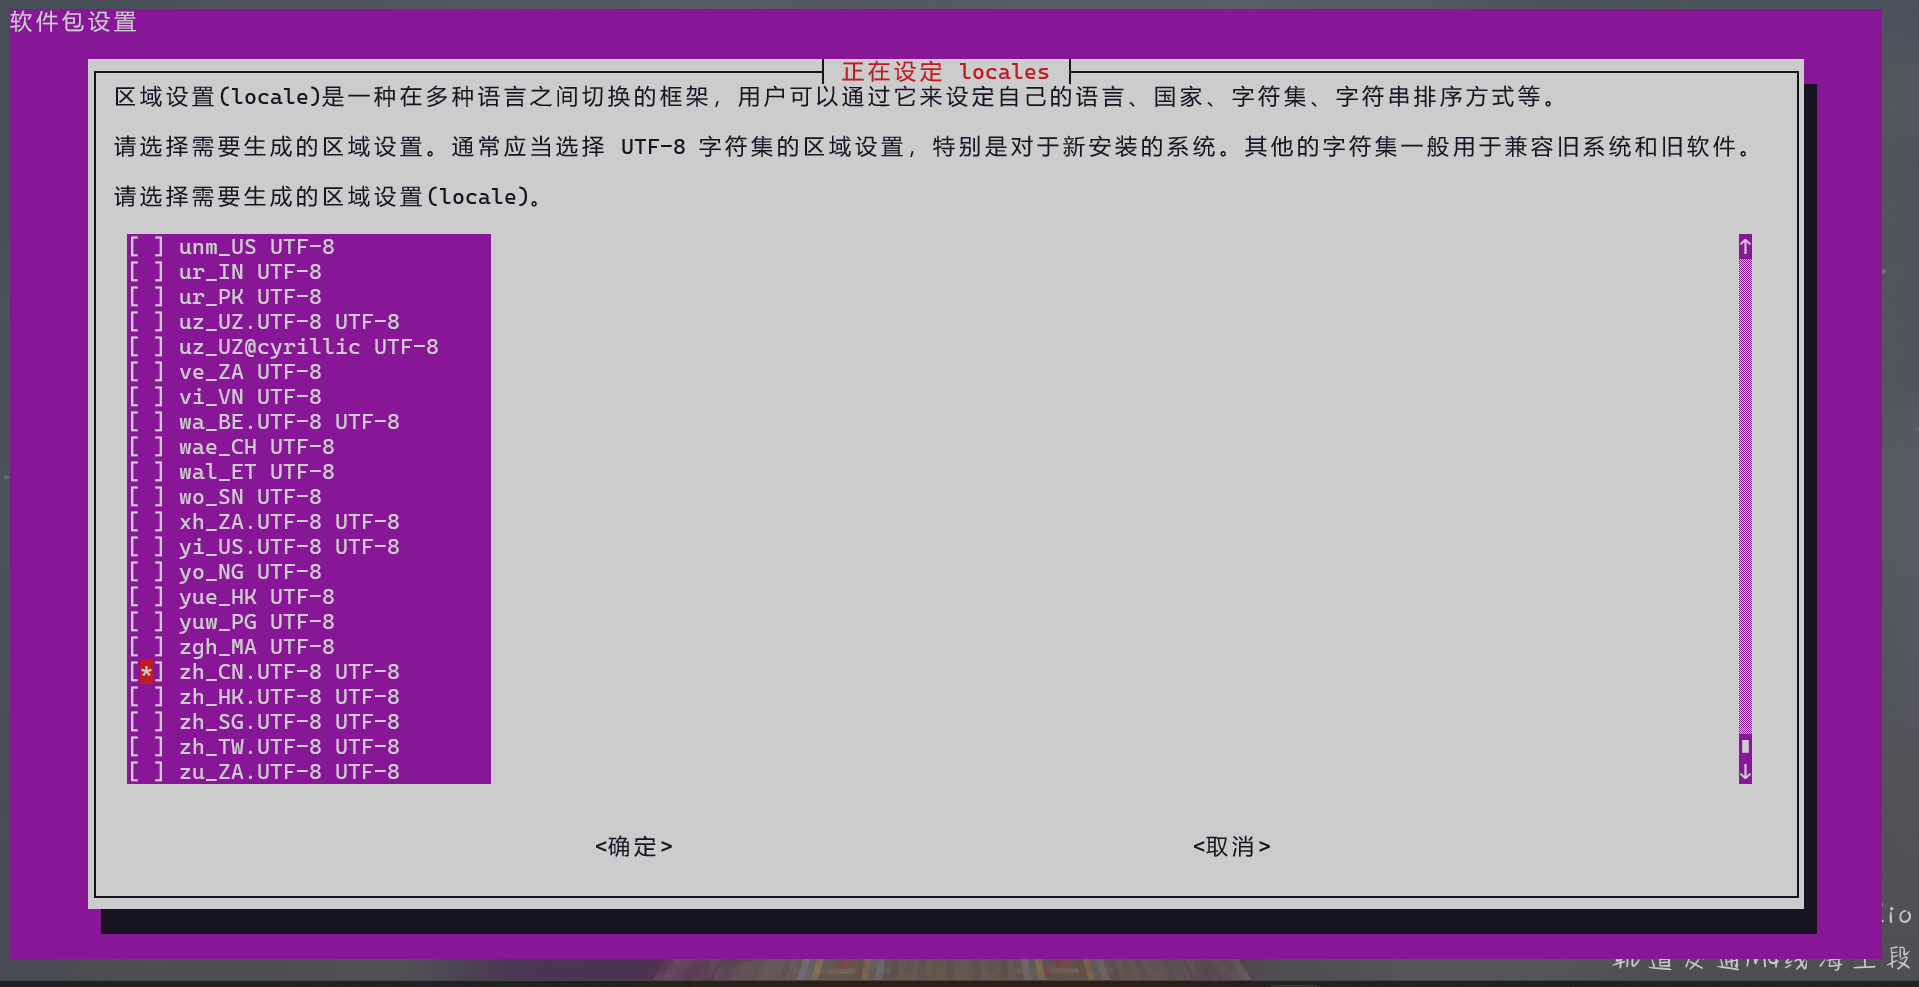 软件包设置
正在设定 locales
区域设置(locale)是一种在多种语言之间切换的框架，用户可以通过它来设定自己的语言、国家、字符集、字符串排序方式等。
请选择需要生成的区域设置。通常应当选择 UTF-8 字符集的区域设置，特别是对于新安装的系统。其他的字符集一般用于兼容旧系统和旧软件。
请选择需要生成的区域设置(locale)。
[ ] unm_US UTF-8
[ ] ur_IN UTF-8
[ ] ur_PK UTF-8
[ ] uz_UZ.UTF-8 UTF-8
[ ] uz_UZ@cyrillic UTF-8
[ ] ve_ZA UTF-8
[ ] vi_VN UTF-8
[ ] wa_BE.UTF-8 UTF-8
[ ] wae_CH UTF-8
[ ] wal_ET UTF-8
[ ] wo_SN UTF-8
[ ] xh_ZA.UTF-8 UTF-8
[ ] yi_US.UTF-8 UTF-8
[ ] yo_NG UTF-8
[ ] yue_HK UTF-8
[ ] yuw_PG UTF-8
[ ] zgh_MA UTF-8
[*] zh_CN.UTF-8 UTF-8
[ ] zh_HK.UTF-8 UTF-8
[ ] zh_SG.UTF-8 UTF-8
[ ] zh_TW.UTF-8 UTF-8
[ ] zu_ZA.UTF-8 UTF-8
<确定>
<取消>